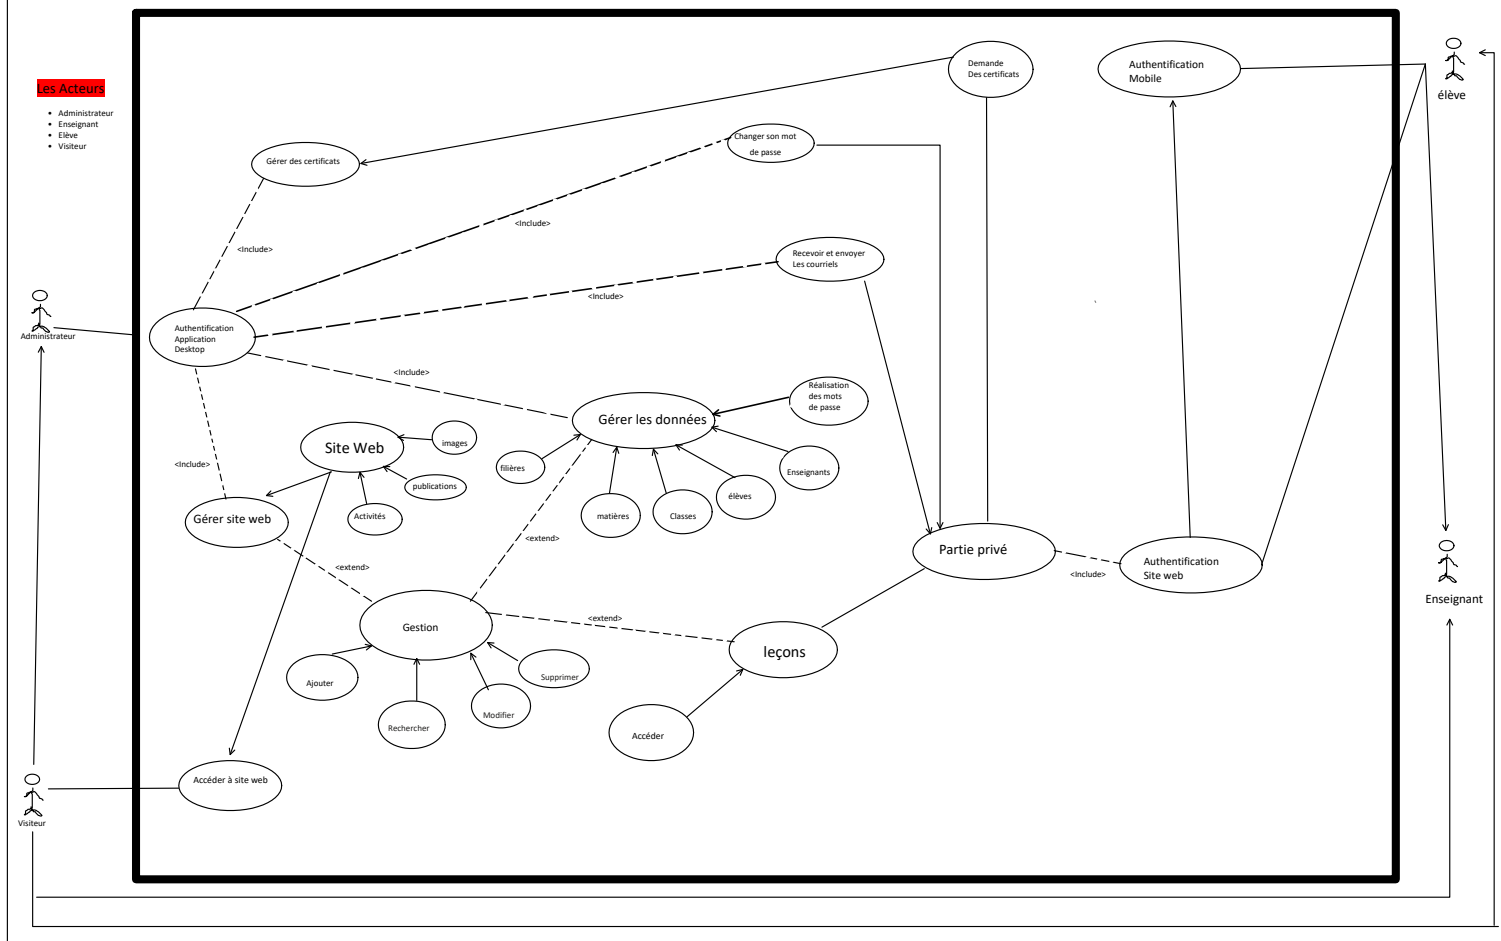 Les Acteurs
• Administrateur
• Enseignant
• Elève
• Visiteur
Demande
Des certificats
Authentification
Mobile
élève
Changer son mot
de passe
Gérer des certificats
<Include>
<Include>
Recevoir et envoyer
Les courriels
<Include>
Administrateur
Authentification
Application
Desktop
<Include>
Réalisation
des mots
de passe
Gérer les données
Site Web
images
filières
Enseignants
<Include>
publications
élèves
matières
Classes
Activités
Gérer site web
<extend>
<extend>
Partie privé
<Include>
Authentification
Site web
Enseignant
Gestion
<extend>
leçons
Ajouter
Supprimer
Modifier
Rechercher
Accéder
Accéder à site web
Visiteur